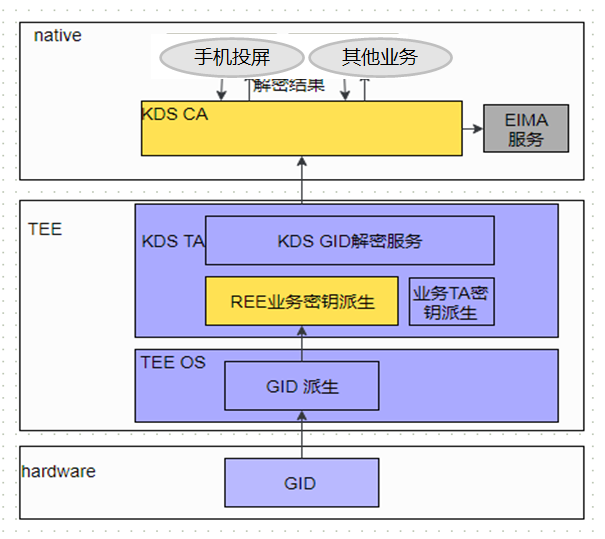 native
手机投屏
其他业务
解密结果
KDS CA
EIMA
服务
TEE
KDS TA
KDS GID解密服务
REE业务密钥派生
业务TA密
钥派生
TEE OS
GID 派生
hardware
GID